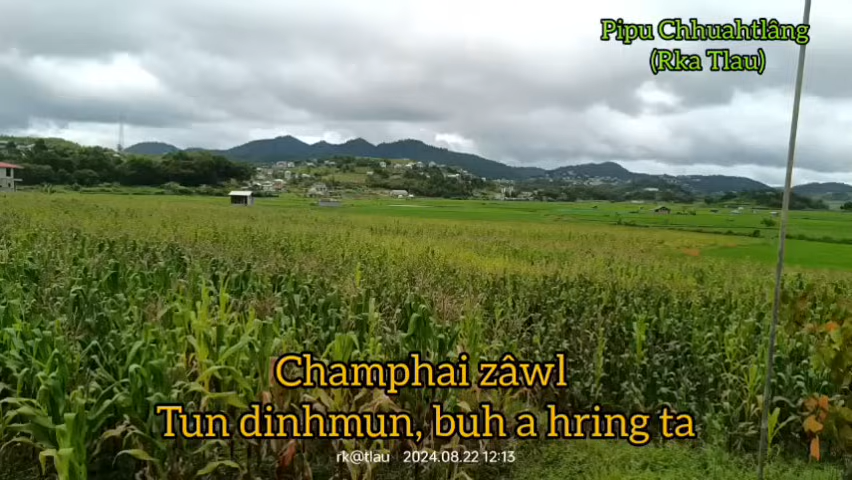 Pipu Chhuahtlâng
(Rka Tlau)
Champhai zâwl
Tun dinhmun, buh a hring ta
rk@tlau 2024.08.22 12:13